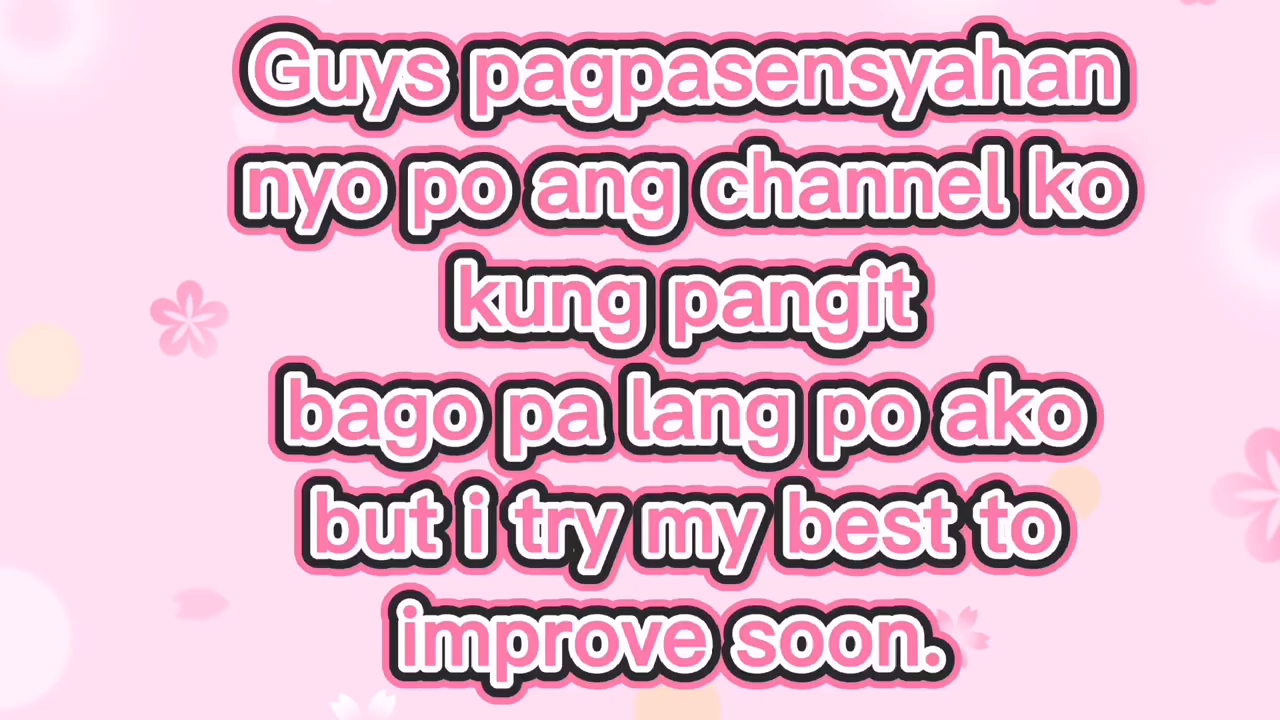 Guys pagpasensyahan
nyo po ang channel ko
kung pangit
bago pa lang po ako
but i try my best to
improve soon.